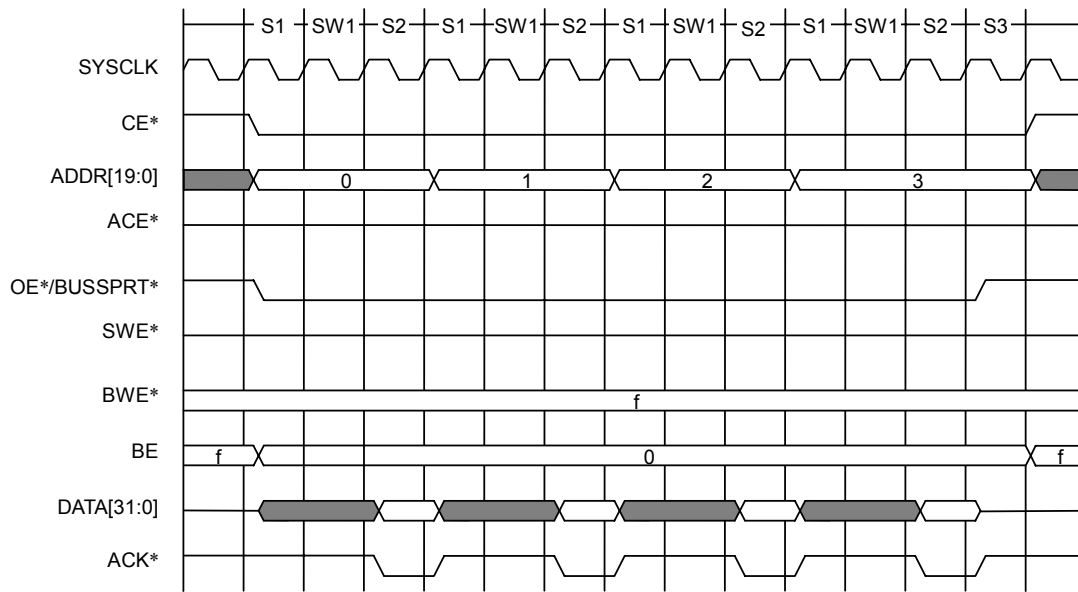 S1 SW1 S2 S1 SW1 S2 S1 SW1 S2 S1 SW1 S2 S3
SYSCLK
CE*
ADDR[19:0] 0 1 2 3
ACE*
OE*/BUSSPRT*
SWE*
BWE* f
BE f 0 f
DATA[31:0]
ACK*